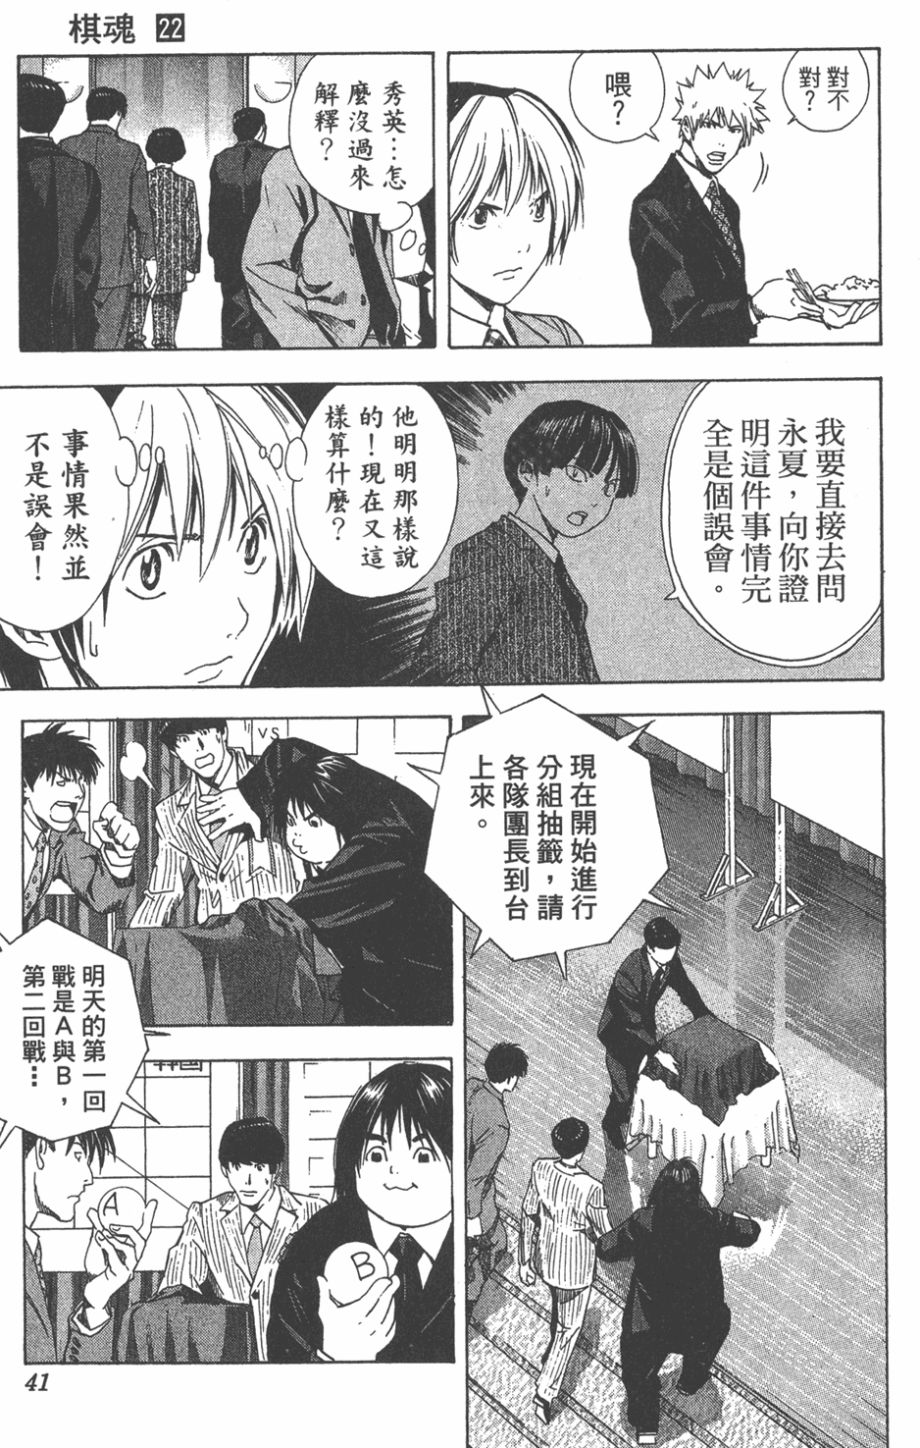 棋魂 22
對不
對？
喂？
秀英…怎
麼沒過來
解釋？
我要直接去問
永夏，向你證
明這件事情完
全是個誤會。
他明明那樣說
的！現在又這
樣算什麼？
事情果然並
不是誤會！
現在開始進行
分組抽籤，請
各隊團長到台
上來。
VS
明天的第一回
戰是A與B，
第二回戰…
A
B
41